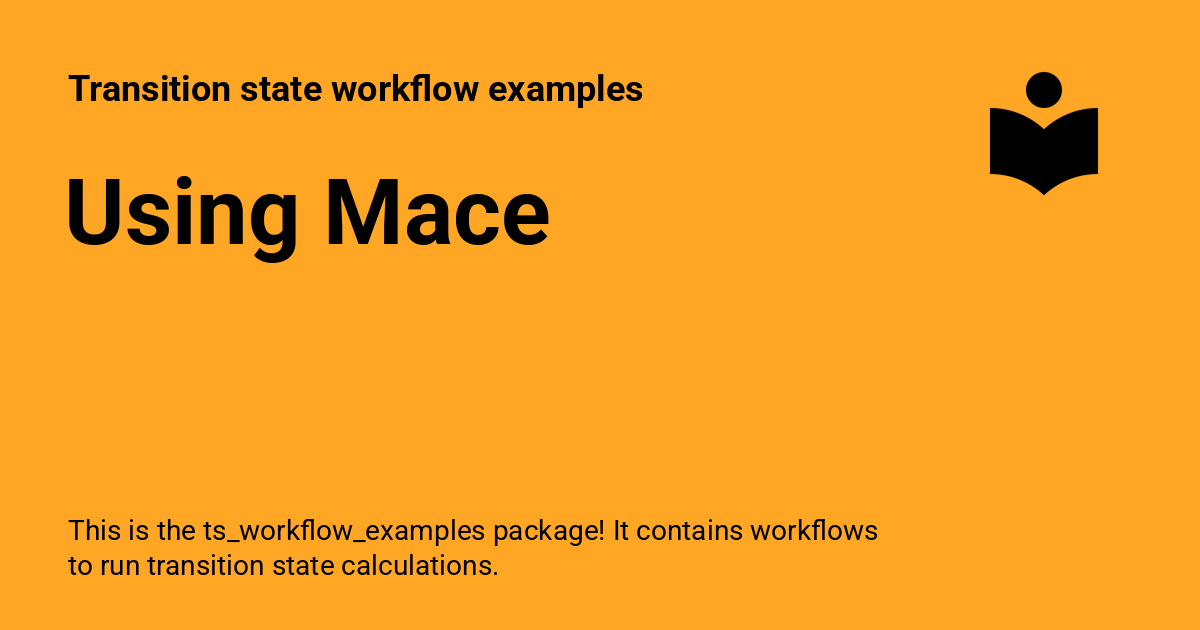 Transition state workflow examples
Using Mace
This is the ts_workflow_examples package! It contains workflows
to run transition state calculations.